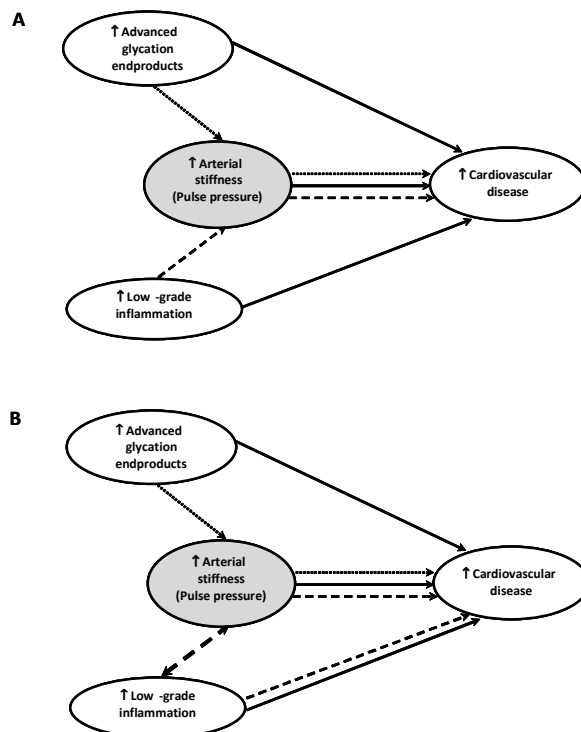 A
↑Advanced
glycation
endproducts
↑Arterial
stiffness
(Pulse pressure)
↑Cardiovascular
disease
↑Low -grade
inflammation
B
↑Advanced
glycation
endproducts
↑Arterial
stiffness
(Pulse pressure)
↑Cardiovascular
disease
↑Low -grade
inflammation